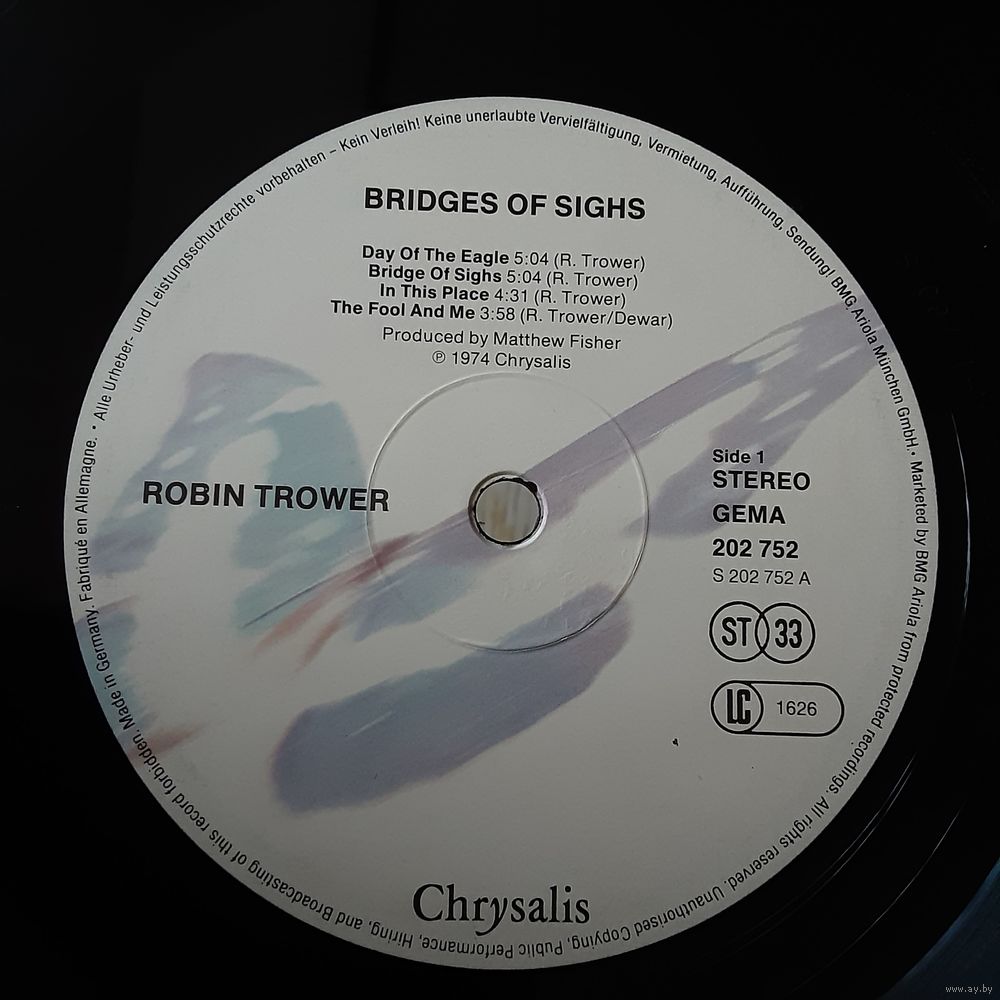 BRIDGES OF SIGHS
Day Of The Eagle 5:04 (R. Trower)
Bridge Of Sighs 5:04 (R. Trower)
In This Place 4:31 (R. Trower)
The Fool And Me 3:58 (R. Trower/Dewar)
Produced by Matthew Fisher
℗ 1974 Chrysalis
ROBIN TROWER
Side 1
STEREO
GEMA
202 752
S 202 752 A
ST 33
LC 1626
Chrysalis
Made in Germany. Fabriqué en Allemagne. • Alle Urheber- und Leistungsschutzrechte vorbehalten – Kein Verleih! Keine unerlaubte Vervielfältigung, Vermietung, Aufführung, Sendung! BMG Ariola München GmbH. • Marketed by BMG Ariola from protected recordings. All rights reserved. Unauthorised Copying, Public Performance, Hiring, and Broadcasting of this record forbidden.
www.ay.by